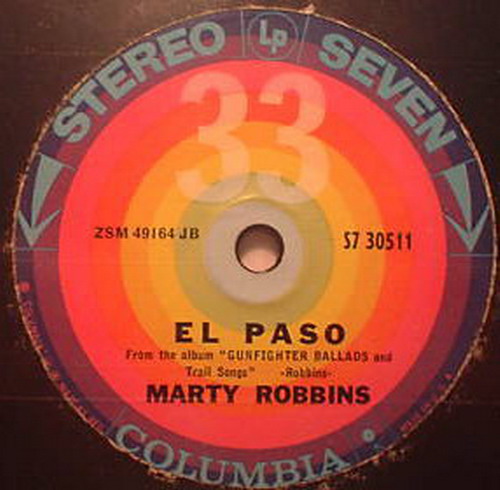 STEREO Lp SEVEN
33
ZSM 49164 JB
S7 30511
EL PASO
From the album "GUNFIGHTER BALLADS and
Trail Songs" -Robbins-
MARTY ROBBINS
COLUMBIA